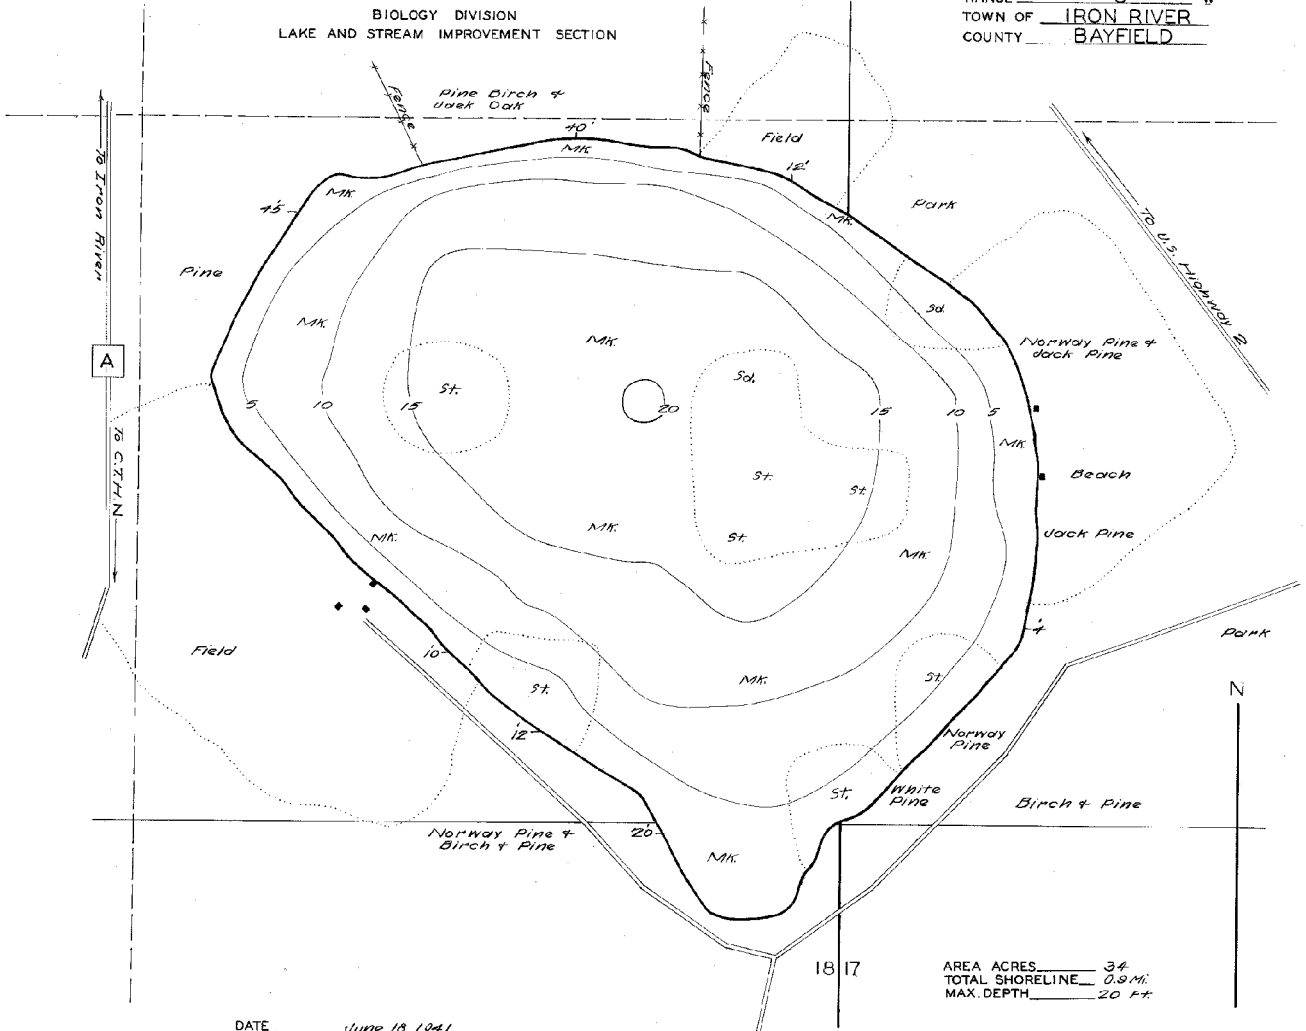 BIOLOGY DIVISION
LAKE AND STREAM IMPROVEMENT SECTION
TOWN OF IRON RIVER
COUNTY BAYFIELD
Fence
Pine Birch &
Jack Oak
Fence
40'
Field
Mk.
12'
To Iron River
Mk.
45'
Mk.
Park
To U.S. Highway 2
Pine
Sd.
Mk.
Mk.
Norway Pine &
Jack Pine
A
St.
Sd.
5
10
15
20
15
10
5
Mk.
To C.T.H. N
St.
St.
Beach
Mk.
Mk.
St.
Mk.
Jack Pine
4'
Park
Field
10'
St.
Mk.
St.
N
12'
Norway
Pine
St.
White
Pine
Birch & Pine
Norway Pine &
Birch & Pine
20'
Mk.
18 17
AREA ACRES 34
TOTAL SHORELINE 0.9 Mi.
MAX. DEPTH 20 Ft.
DATE June 18 1941